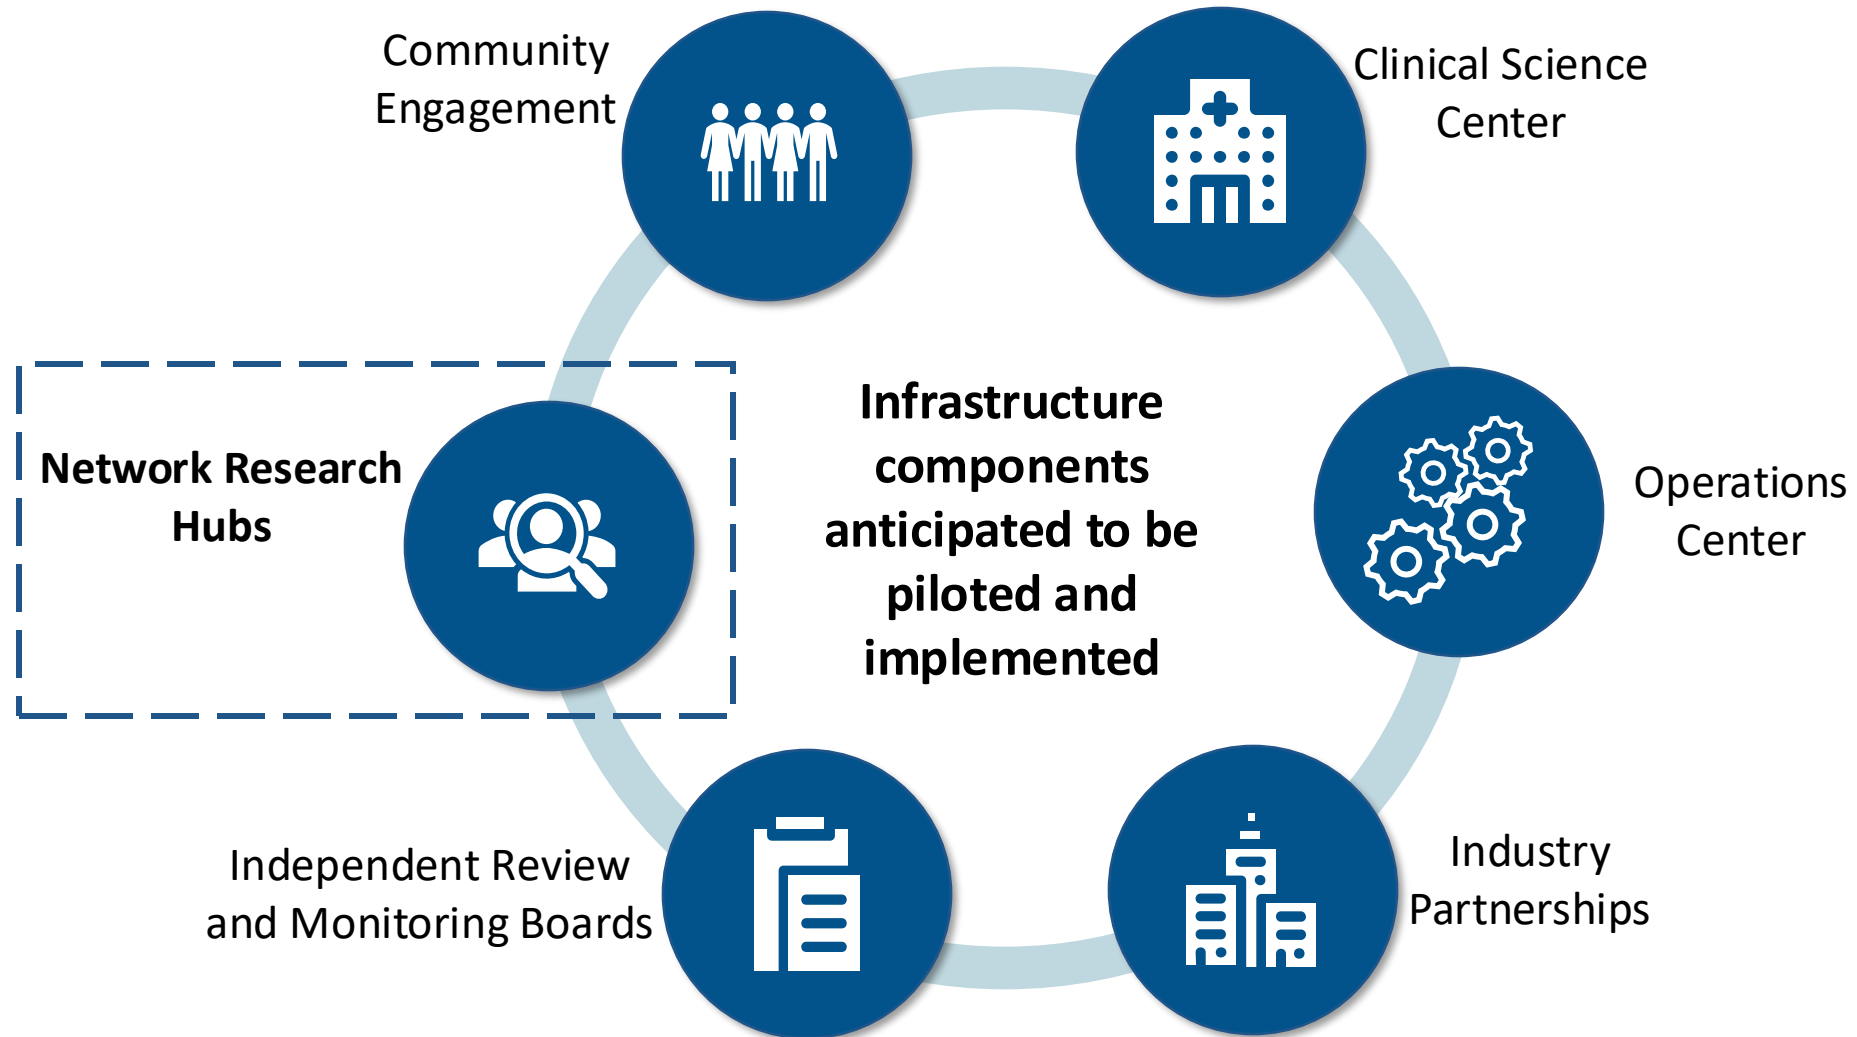 Community
Engagement
Clinical Science
Center
Network Research
Hubs
Infrastructure
components
anticipated to be
piloted and
implemented
Operations
Center
Independent Review
and Monitoring Boards
Industry
Partnerships